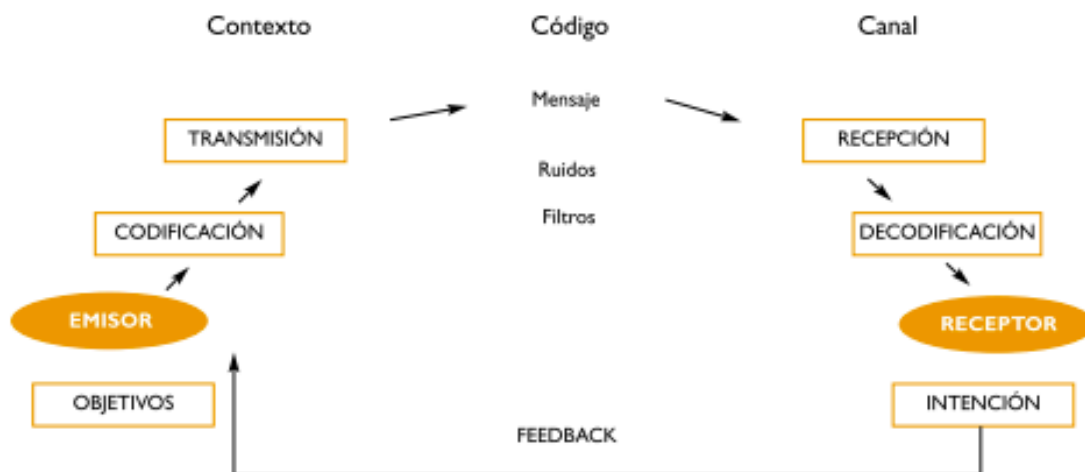 Contexto
Código
Canal
Mensaje
TRANSMISIÓN
RECEPCIÓN
Ruidos
Filtros
CODIFICACIÓN
DECODIFICACIÓN
EMISOR
RECEPTOR
OBJETIVOS
INTENCIÓN
FEEDBACK